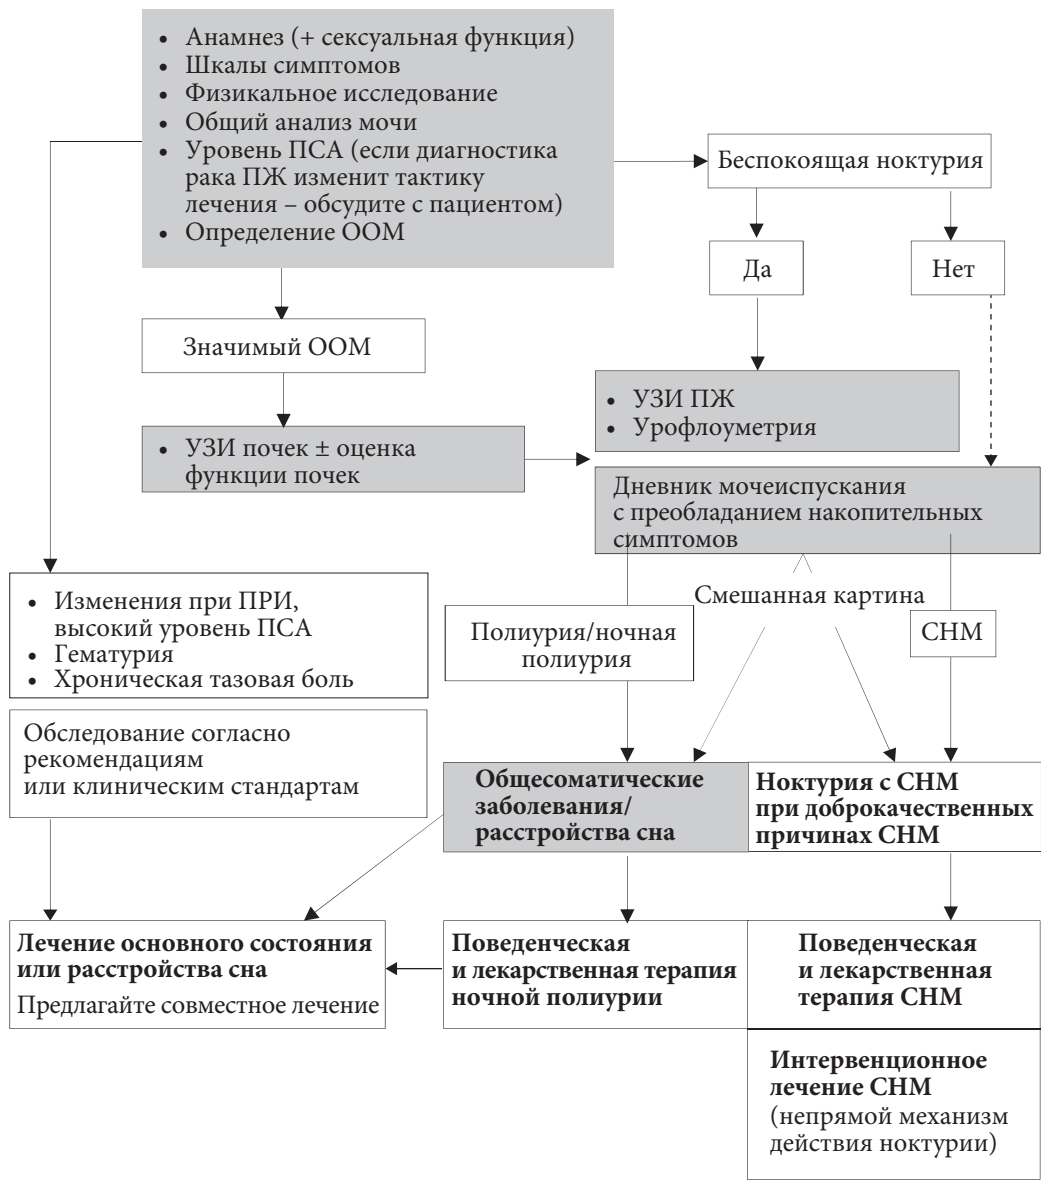 • Анамнез (+ сексуальная функция)
• Шкалы симптомов
• Физикальное исследование
• Общий анализ мочи
• Уровень ПСА (если диагностика
рака ПЖ изменит тактику
лечения – обсудите с пациентом)
• Определение ООМ
Беспокоящая ноктурия
Да
Нет
Значимый ООМ
• УЗИ ПЖ
• Урофлоуметрия
• УЗИ почек ± оценка
функции почек
Дневник мочеиспускания
с преобладанием накопительных
симптомов
• Изменения при ПРИ,
высокий уровень ПСА
• Гематурия
• Хроническая тазовая боль
Смешанная картина
Полиурия/ночная
полиурия
СНМ
Обследование согласно
рекомендациям
или клиническим стандартам
Общесоматические
заболевания/
расстройства сна
Ноктурия с СНМ
при доброкачественных
причинах СНМ
Лечение основного состояния
или расстройства сна
Предлагайте совместное лечение
Поведенческая
и лекарственная терапия
ночной полиурии
Поведенческая
и лекарственная
терапия СНМ
Интервенционное
лечение СНМ
(непрямой механизм
действия ноктурии)